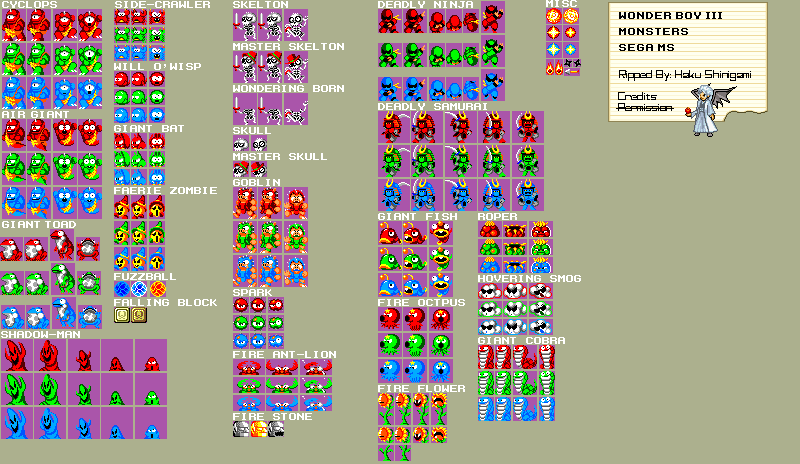 CYCLOPS
AIR GIANT
GIANT TOAD
SHADOW-MAN
SIDE-CRAWLER
WILL O'WISP
GIANT BAT
FAERIE ZOMBIE
FUZZBALL
FALLING BLOCK
SKELTON
MASTER SKELTON
WONDERING BORN
SKULL
MASTER SKULL
GOBLIN
SPARK
FIRE ANT-LION
FIRE STONE
DEADLY NINJA
DEADLY SAMURAI
GIANT FISH
FIRE OCTPUS
FIRE FLOWER
ROPER
HOVERING SMOG
GIANT COBRA
MISC
WONDER BOY III
MONSTERS
SEGA MS
Ripped By: Haku Shinigami
Credits
Permission